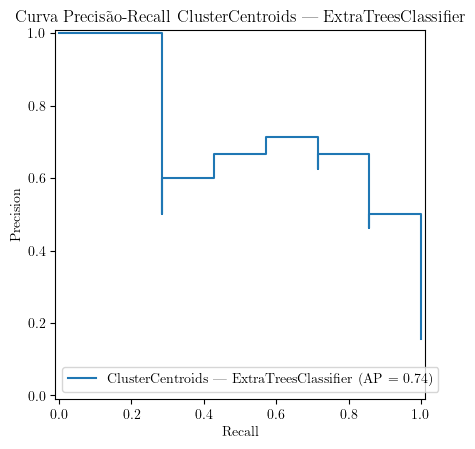 Curva Precisão-Recall ClusterCentroids — ExtraTreesClassifier
1.0
0.8
0.6
0.4
0.2
0.0
Precision
ClusterCentroids — ExtraTreesClassifier (AP = 0.74)
0.0 0.2 0.4 0.6 0.8 1.0
Recall